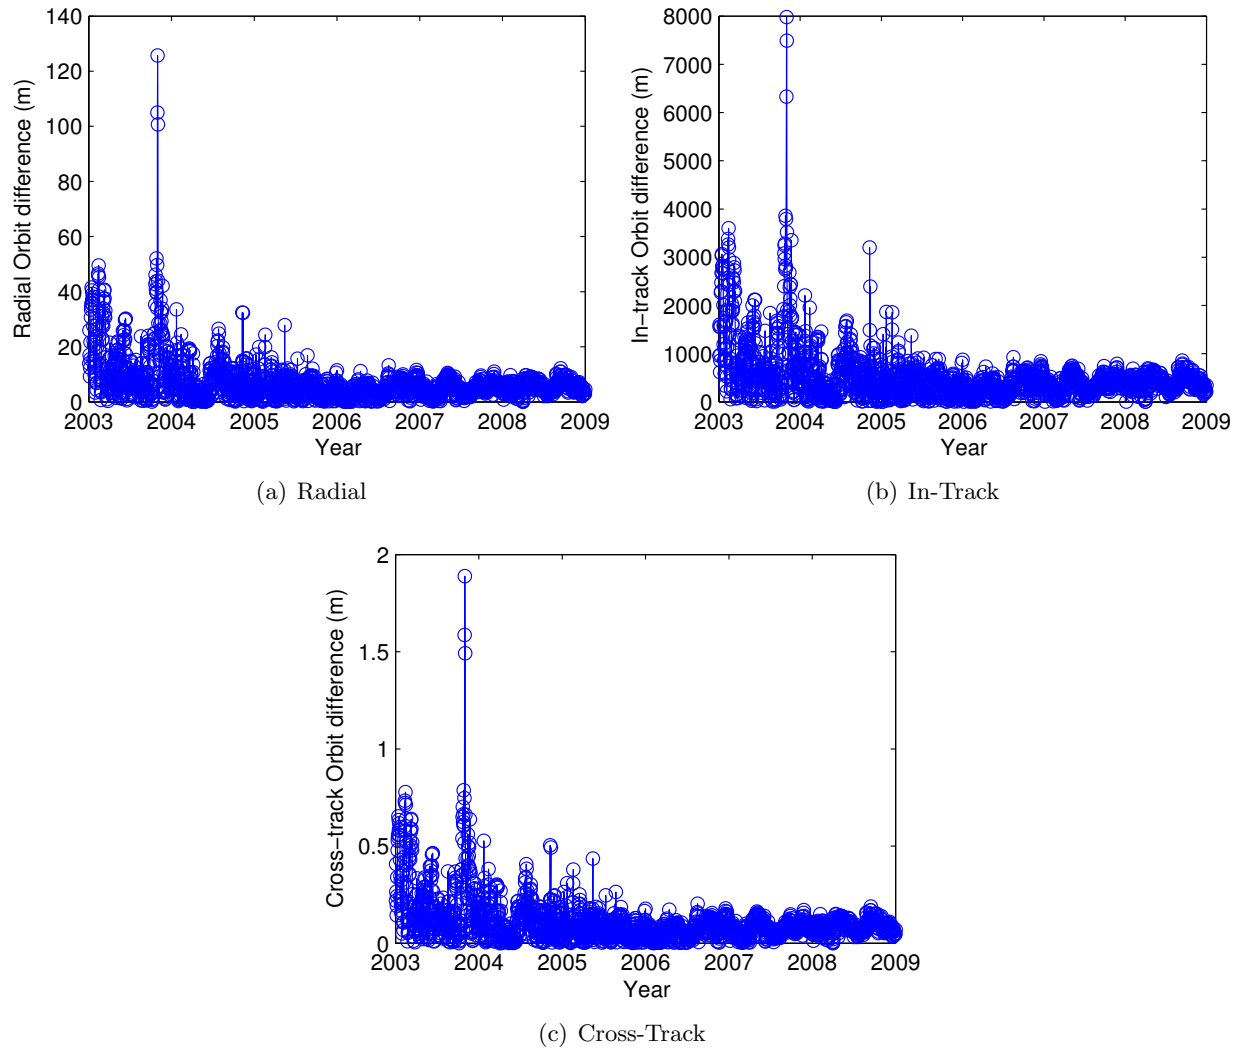 140
120
100
80
60
40
20
0
2003 2004 2005 2006 2007 2008 2009
Radial Orbit difference (m)
Year
(a) Radial
8000
7000
6000
5000
4000
3000
2000
1000
0
2003 2004 2005 2006 2007 2008 2009
In−track Orbit difference (m)
Year
(b) In-Track
2
1.5
1
0.5
0
2003 2004 2005 2006 2007 2008 2009
Cross−track Orbit difference (m)
Year
(c) Cross-Track